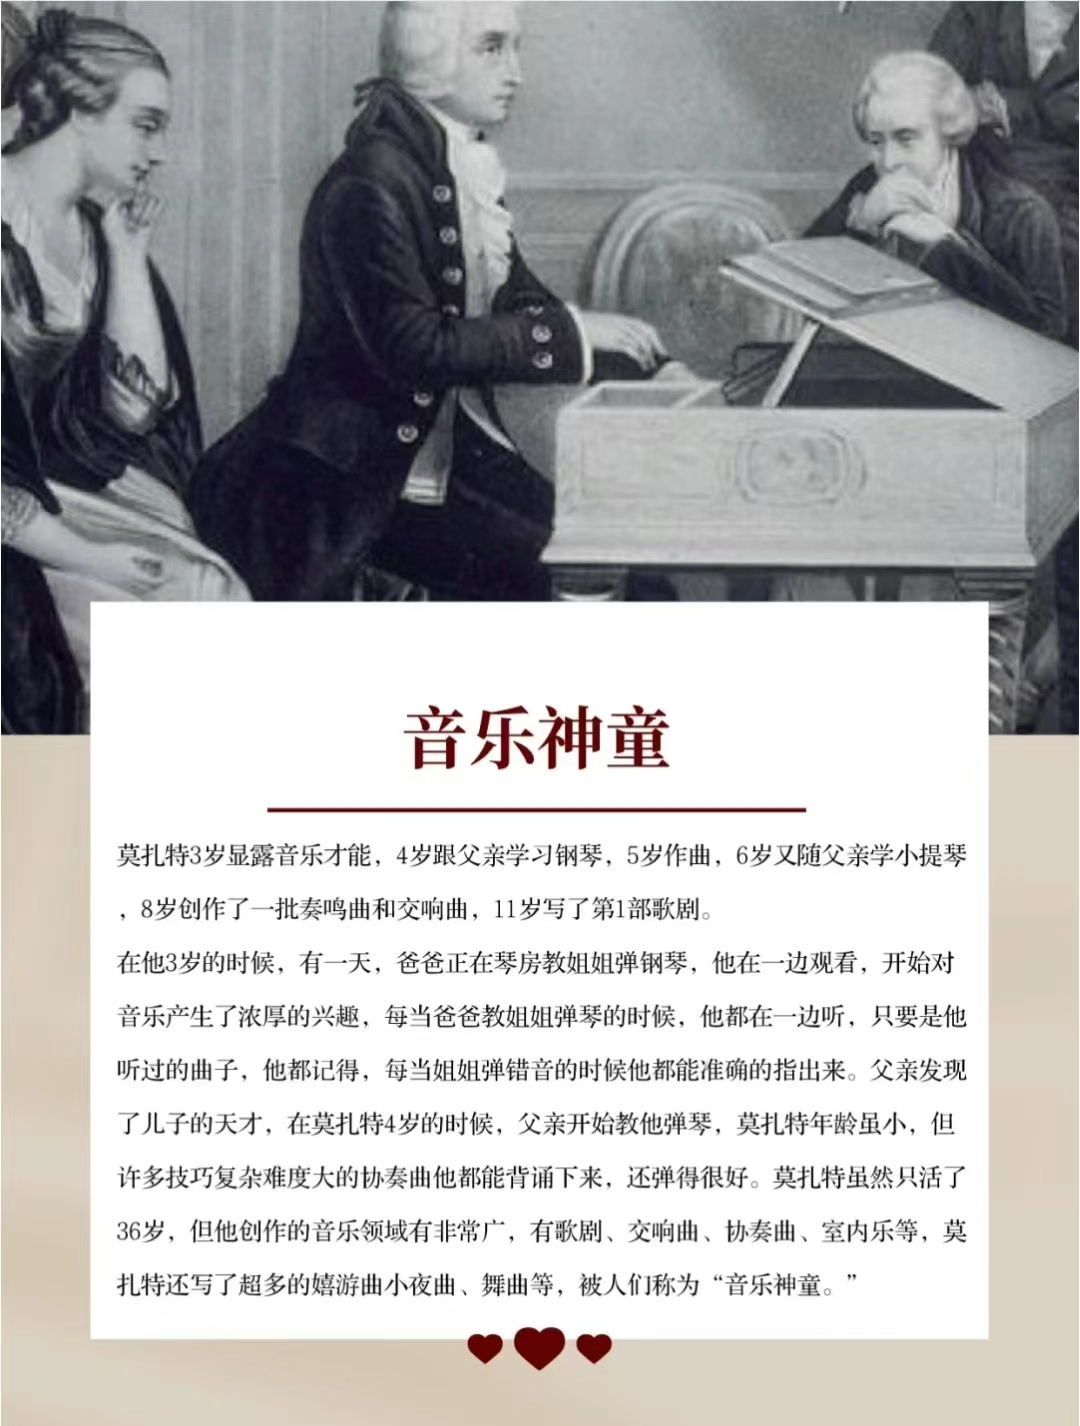 音乐神童
莫扎特3岁显露音乐才能，4岁跟父亲学习钢琴，5岁作曲，6岁又随父亲学小提琴
，8岁创作了一批奏鸣曲和交响曲，11岁写了第1部歌剧。
在他3岁的时候，有一天，爸爸正在琴房教姐姐弹钢琴，他在一边观看，开始对
音乐产生了浓厚的兴趣，每当爸爸教姐姐弹琴的时候，他都在一边听，只要是他
听过的曲子，他都记得，每当姐姐弹错音的时候他都能准确的指出来。父亲发现
了儿子的天才，在莫扎特4岁的时候，父亲开始教他弹琴，莫扎特年龄虽小，但
许多技巧复杂难度大的协奏曲他都能背诵下来，还弹得很好。莫扎特虽然只活了
36岁，但他创作的音乐领域有非常广，有歌剧、交响曲、协奏曲、室内乐等，莫
扎特还写了超多的嬉游曲小夜曲、舞曲等，被人们称为“音乐神童。”